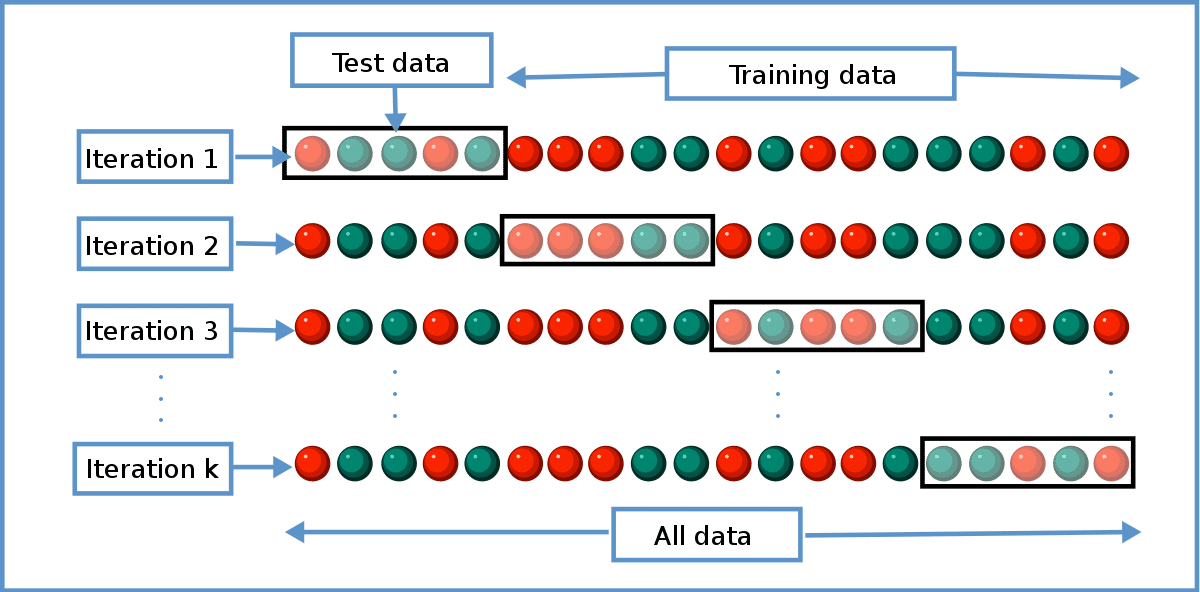 Test data
Training data
Iteration 1
Iteration 2
Iteration 3
Iteration k
All data